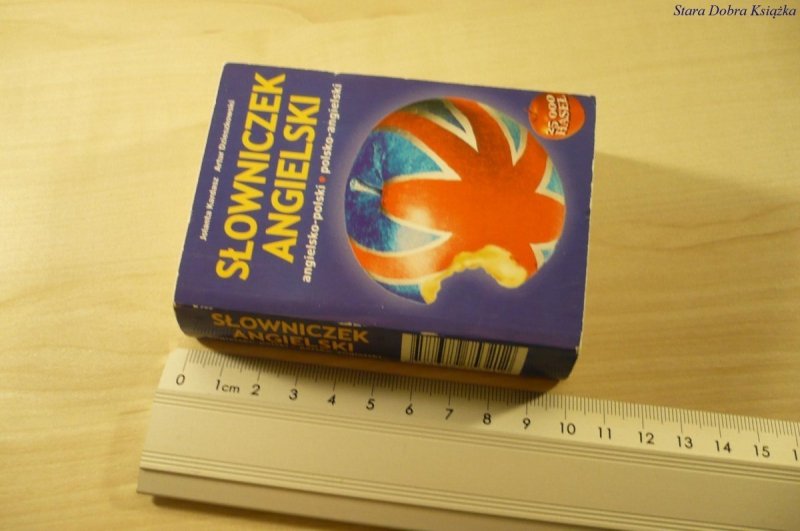 Stara Dobra Książka
Jolanta Kardasz Artur Dzierżkowski
SŁOWNICZEK
ANGIELSKI
angielsko-polski • polsko-angielski
25 000
HASEŁ
SŁOWNICZEK
ANGIELSKI
0 1cm 2 3 4 5 6 7 8 9 10 11 12 13 14 15